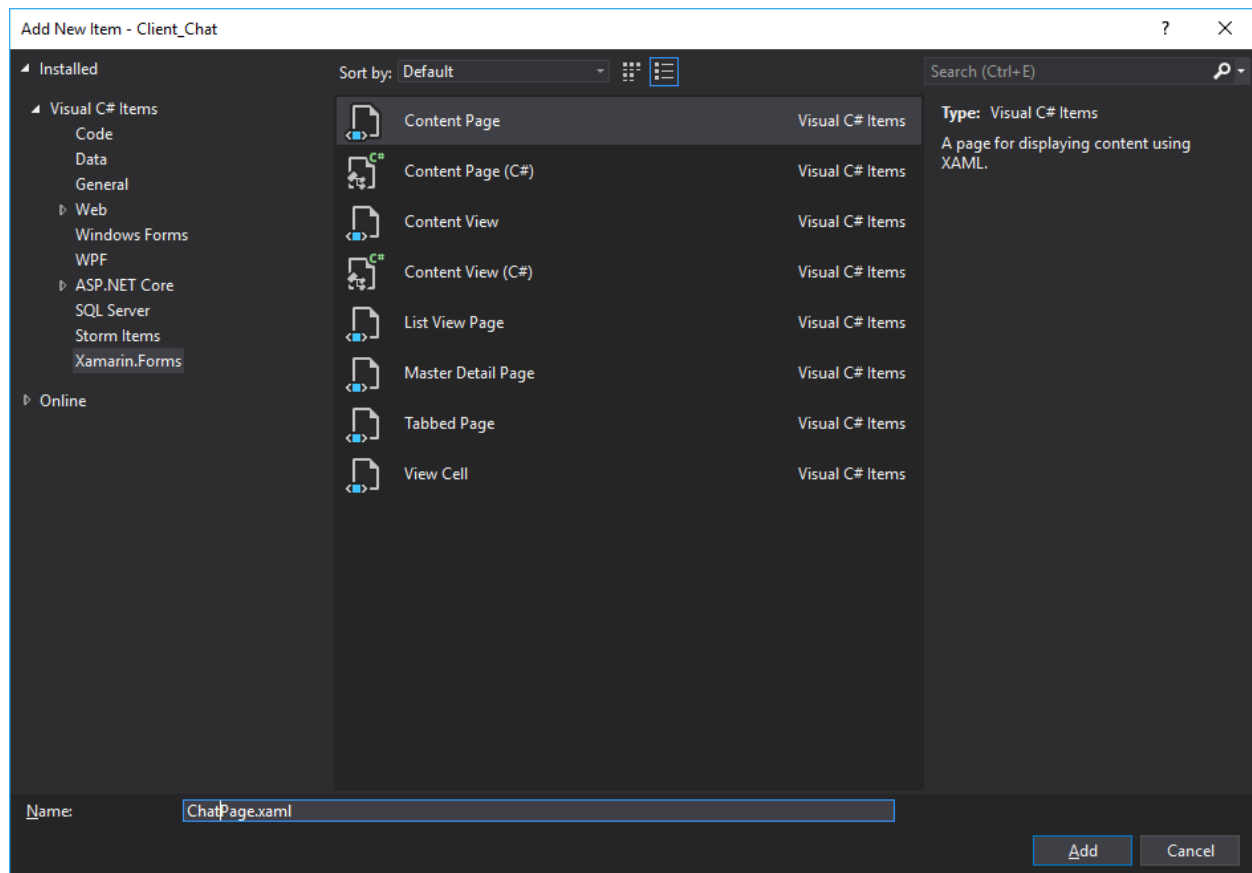 Add New Item - Client_Chat
?
Installed
Sort by: Default
Search (Ctrl+E)
Visual C# Items
Code
Data
General
Web
Windows Forms
WPF
ASP.NET Core
SQL Server
Storm Items
Xamarin.Forms
Online
Content Page Visual C# Items
C#
Content Page (C#) Visual C# Items
Content View Visual C# Items
C#
Content View (C#) Visual C# Items
List View Page Visual C# Items
Master Detail Page Visual C# Items
Tabbed Page Visual C# Items
View Cell Visual C# Items
Type: Visual C# Items
A page for displaying content using
XAML.
Name: ChatPage.xaml
Add Cancel